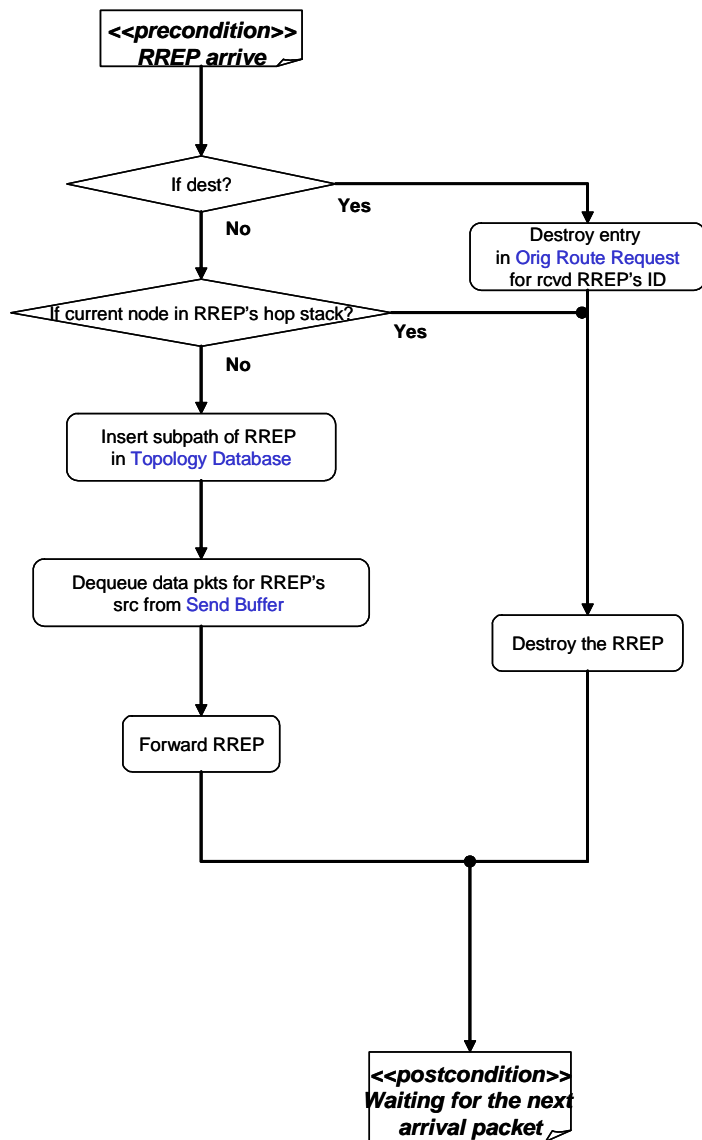 <<precondition>>
RREP arrive
If dest?
Yes
No
Destroy entry
in Orig Route Request
for rcvd RREP's ID
If current node in RREP's hop stack?
Yes
No
Insert subpath of RREP
in Topology Database
Dequeue data pkts for RREP's
src from Send Buffer
Destroy the RREP
Forward RREP
<<postcondition>>
Waiting for the next
arrival packet